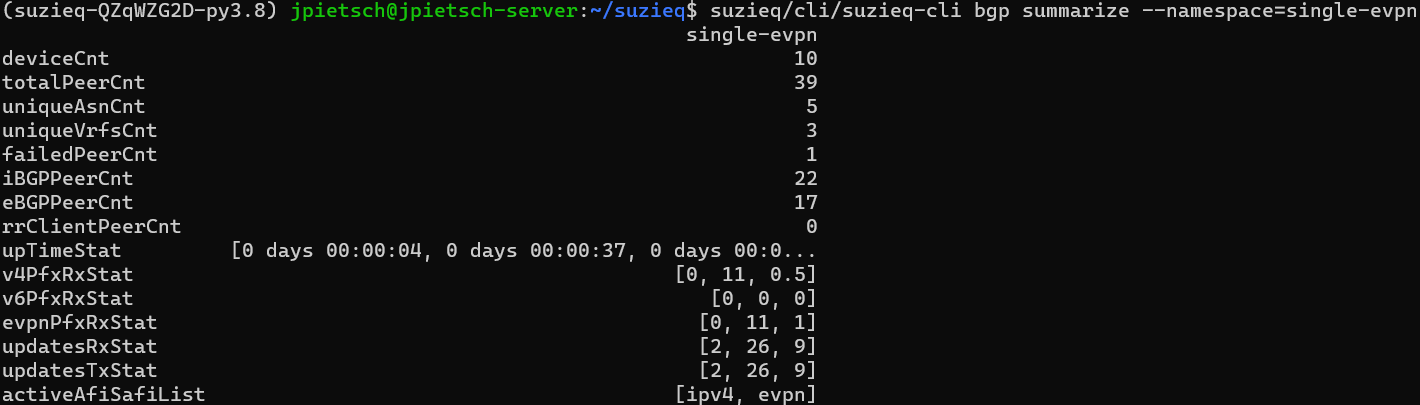 (suzieq-QZqWZG2D-py3.8) jpietsch@jpietsch-server:~/suzieq$ suzieq/cli/suzieq-cli bgp summarize --namespace=single-evpn
single-evpn
deviceCnt 10
totalPeerCnt 39
uniqueAsnCnt 5
uniqueVrfsCnt 3
failedPeerCnt 1
iBGPPeerCnt 22
eBGPPeerCnt 17
rrClientPeerCnt 0
upTimeStat [0 days 00:00:04, 0 days 00:00:37, 0 days 00:0...
v4PfxRxStat [0, 11, 0.5]
v6PfxRxStat [0, 0, 0]
evpnPfxRxStat [0, 11, 1]
updatesRxStat [2, 26, 9]
updatesTxStat [2, 26, 9]
activeAfiSafiList [ipv4, evpn]